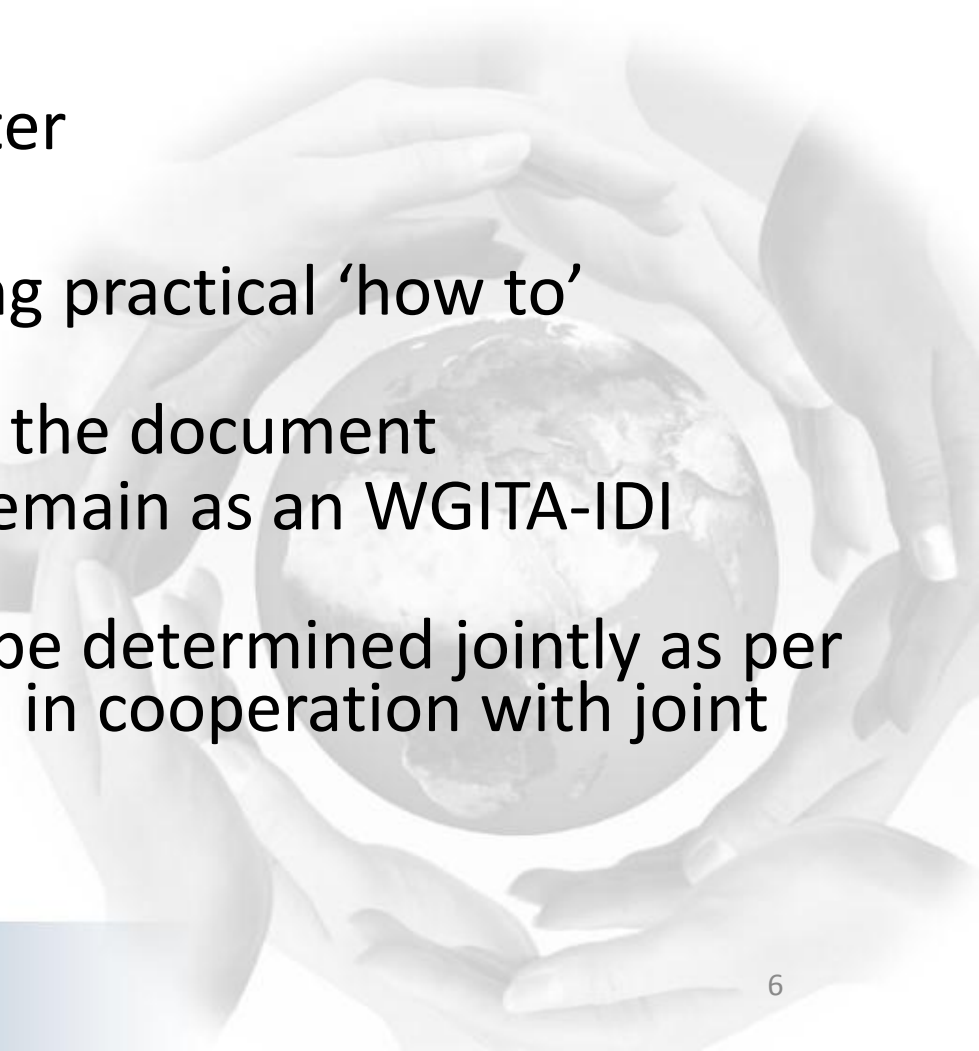 ter
ng practical ‘how to’
the document
emain as an WGITA-IDI
be determined jointly as per
in cooperation with joint
6